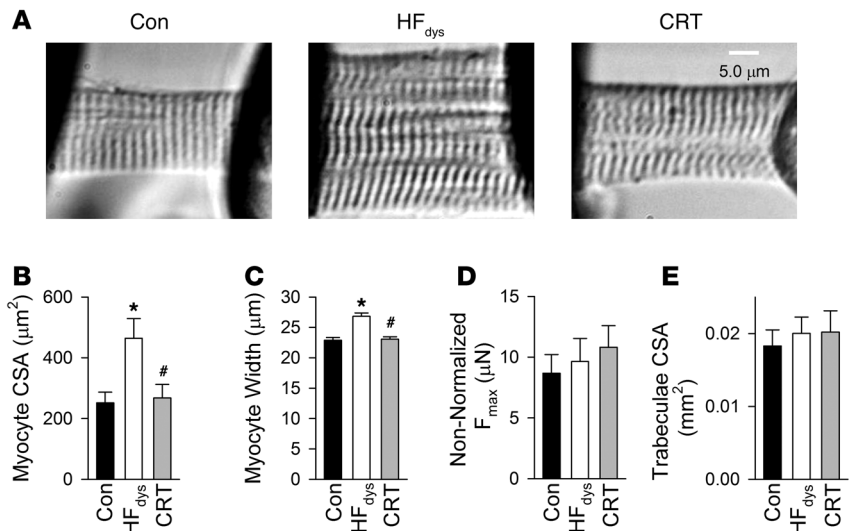 A
Con
HFdys
CRT
5.0 μm
B
Myocyte CSA (μm²)
600
400
200
0
*
#
Con
HFdys
CRT
C
Myocyte Width (μm)
30
25
20
15
10
5
0
*
#
Con
HFdys
CRT
D
Non-Normalized
Fmax (μN)
15
10
5
0
Con
HFdys
CRT
E
Trabeculae CSA
(mm²)
0.02
0.01
0.00
Con
HFdys
CRT